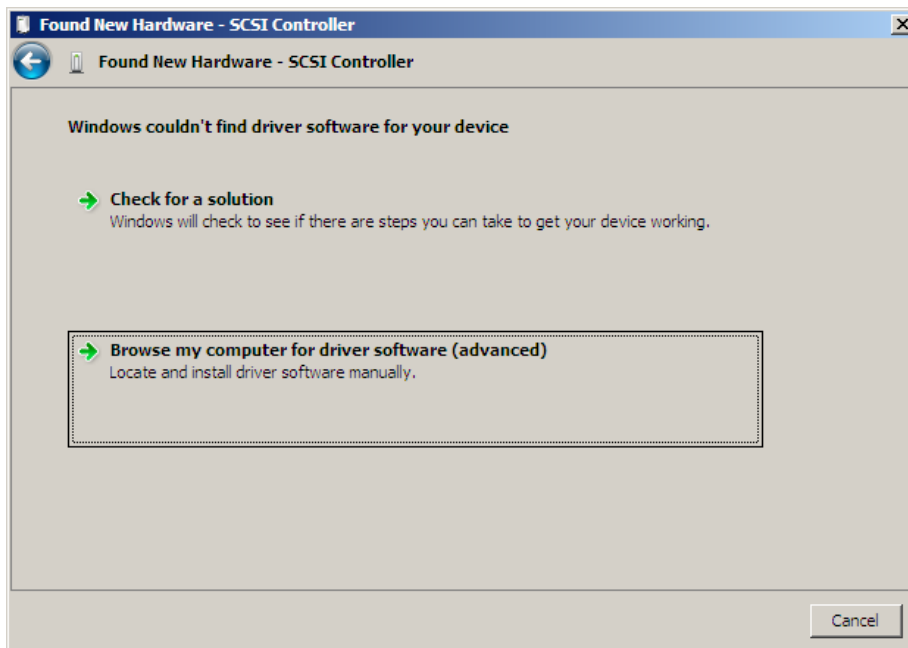 Found New Hardware - SCSI Controller
Found New Hardware - SCSI Controller
Windows couldn't find driver software for your device
Check for a solution
Windows will check to see if there are steps you can take to get your device working.
Browse my computer for driver software (advanced)
Locate and install driver software manually.
Cancel